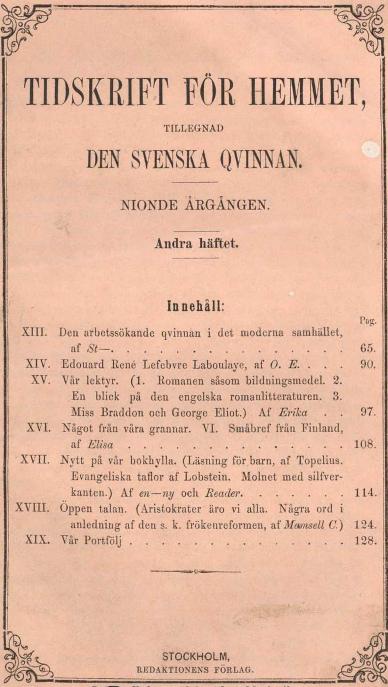 TIDSKRIFT FÖR HEMMET,
TILLEGNAD
DEN SVENSKA QVINNAN.
NIONDE ÅRGÅNGEN.
Andra häftet.
Innehåll:
Pag.
XIII. Den arbetssökande qvinnan i det moderna samhället,
af St—. . . . . . . . . . . . . . . 65.
XIV. Edouard René Lefebvre Laboulaye, af O. E. . . . 90.
XV. Vår lektyr. (1. Romanen såsom bildningsmedel. 2.
En blick på den engelska romanlitteraturen. 3.
Miss Braddon och George Eliot.) Af Erika . . 97.
XVI. Något från våra grannar. VI. Småbref från Finland,
af Elisa . . . . . . . . . . . . . . 108.
XVII. Nytt på vår bokhylla. (Läsning för barn, af Topelius.
Evangeliska taflor af Lobstein. Molnet med silfver-
kanten.) Af en—ny och Reader. . . . . . . 114.
XVIII. Öppen talan. (Aristokrater äro vi alla. Några ord i
anledning af den s. k. frökenreformen, af Mamsell C.) 124.
XIX. Vår Portfölj . . . . . . . . . . . . . 128.
STOCKHOLM,
REDAKTIONENS FÖRLAG.